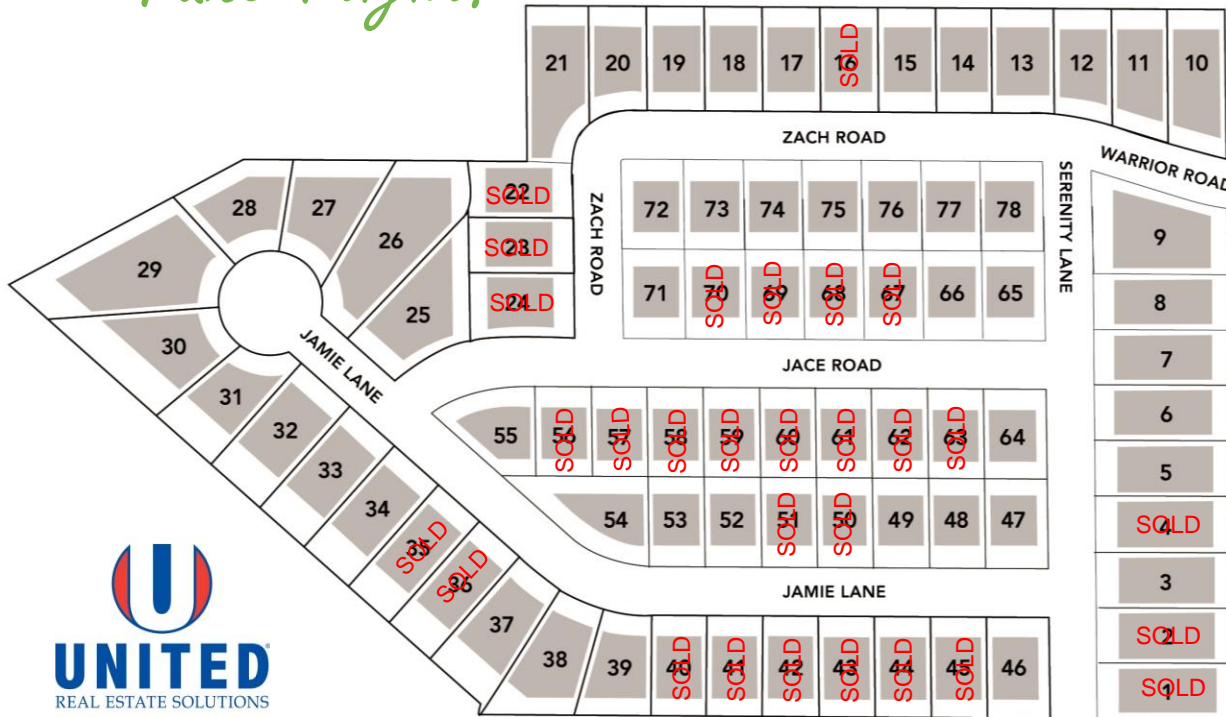 21 20 19 18 17 16 SOLD 15 14 13 12 11 10
ZACH ROAD
WARRIOR ROAD
SERENITY LANE
ZACH ROAD
28 27 26 22 SOLD
72 73 74 75 76 77 78
9
29 23 SOLD
8
30 25 24 SOLD
71 70 SOLD 69 SOLD 68 SOLD 67 SOLD 66 65
7
JAMIE LANE
JACE ROAD
6
31 32 33 34 35 SOLD 36 SOLD 37 38 39
55 56 SOLD 57 SOLD 58 SOLD 59 SOLD 60 SOLD 61 SOLD 62 SOLD 63 SOLD 64
5
54 53 52 51 SOLD 50 SOLD 49 48 47
4 SOLD
JAMIE LANE
3
2 SOLD
40 SOLD 41 SOLD 42 SOLD 43 SOLD 44 SOLD 45 SOLD 46
1 SOLD
U
UNITED
REAL ESTATE SOLUTIONS